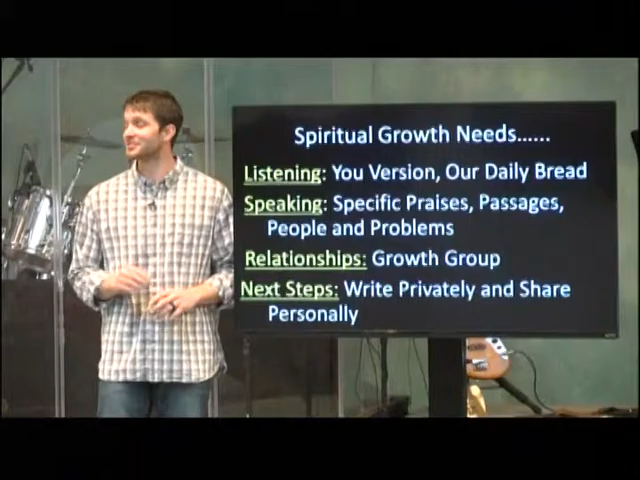 Spiritual Growth Needs......
Listening: You Version, Our Daily Bread
Speaking: Specific Praises, Passages,
People and Problems
Relationships: Growth Group
Next Steps: Write Privately and Share
Personally